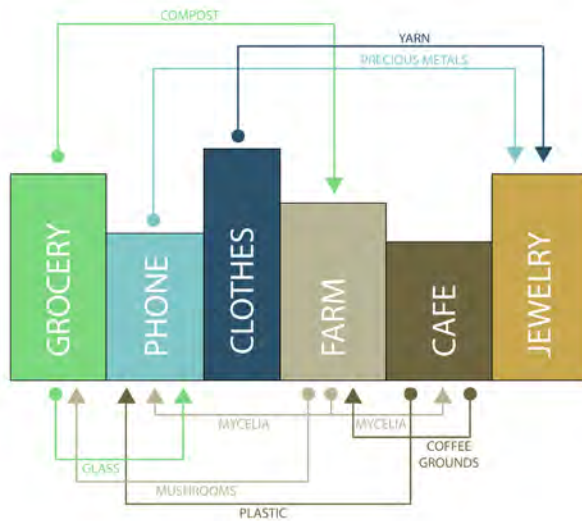 COMPOST
YARN
PRECIOUS METALS
GROCERY
PHONE
CLOTHES
FARM
CAFE
JEWELRY
MYCELIA
MYCELIA
COFFEE
GROUNDS
GLASS
MUSHROOMS
PLASTIC